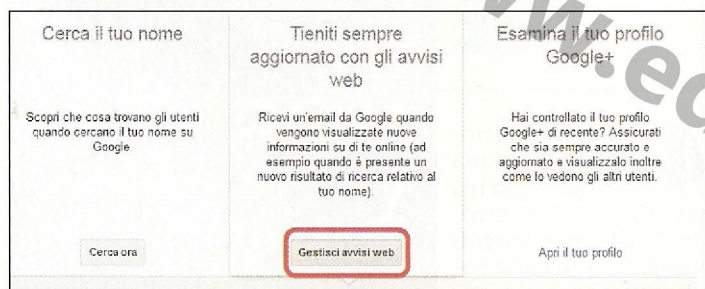 Cerca il tuo nome
Scopri che cosa trovano gli utenti
quando cercano il tuo nome su
Google
Cerca ora
Tieniti sempre
aggiornato con gli avvisi
web
Ricevi un'email da Google quando
vengono visualizzate nuove
informazioni su di te online (ad
esempio quando è presente un
nuovo risultato di ricerca relativo al
tuo nome).
Gestisci avvisi web
Esamina il tuo profilo
Google+
Hai controllato il tuo profilo
Google+ di recente? Assicurati
che sia sempre accurato e
aggiornato e visualizzalo inoltre
come lo vedono gli altri utenti.
Apri il tuo profilo